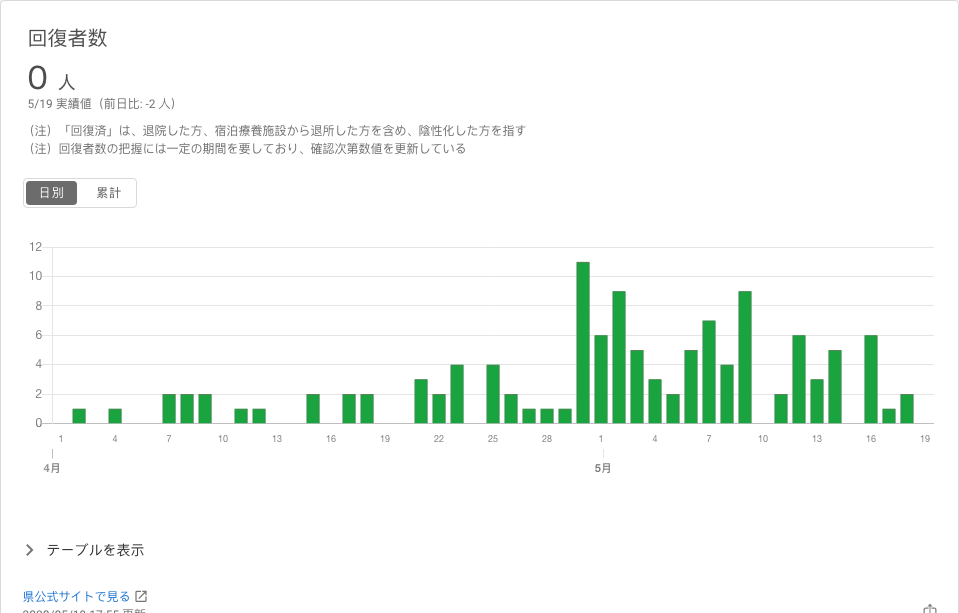 回復者数
0 人
5/19 実績値（前日比: -2 人）
（注）「回復済」は、退院した方、宿泊療養施設から退所した方を含め、陰性化した方を指す
（注）回復者数の把握には一定の期間を要しており、確認次第数値を更新している
日別 累計
12
10
8
6
4
2
0
1 4 7 10 13 16 19 22 25 28 1 4 7 10 13 16 19
4月 5月
テーブルを表示
県公式サイトで見る